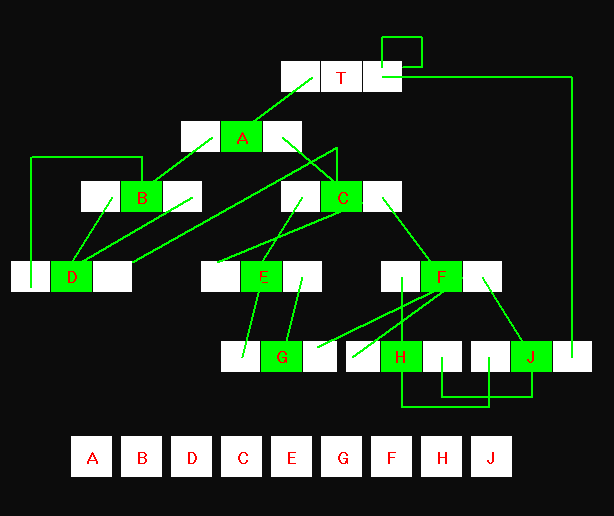 T
A
B C
D E F
G H J
A B D C E G F H J